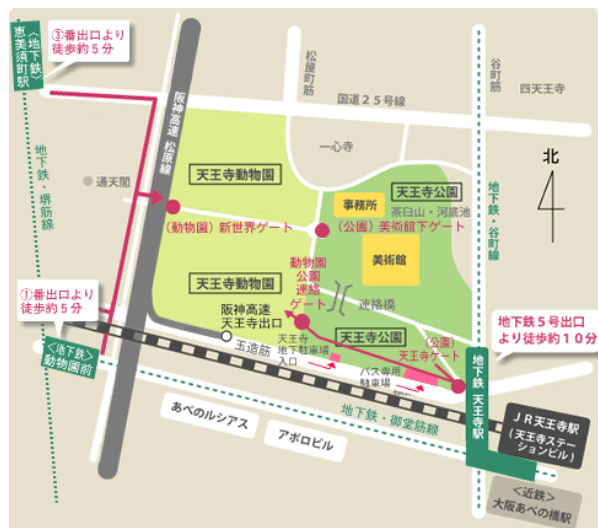 〈地下鉄〉
恵美須町駅
③番出口より
徒歩約５分
松屋町筋
谷町筋
四天王寺
国道２５号線
阪神高速 松原線
一心寺
北
地下鉄・堺筋線
通天閣
天王寺動物園
天王寺公園
事務所
茶臼山・河底池
地下鉄・谷町線
(動物園) 新世界ゲート
(公園) 美術館下ゲート
美術館
天王寺動物園
動物園
公園
連絡
ゲート
連絡橋
①番出口より
徒歩約５分
阪神高速
天王寺出口
天王寺公園
(公園)
天王寺ゲート
地下鉄５号出口
より徒歩約１０分
玉造筋
天王寺
地下駐車場
入口
バス専用
駐車場
〈地下鉄〉
動物園前
地下鉄 天王寺駅
あべのルシアス
アポロビル
地下鉄・御堂筋線
ＪＲ天王寺駅
(天王寺ステー
ションビル)
＜近鉄＞
大阪あべの橋駅